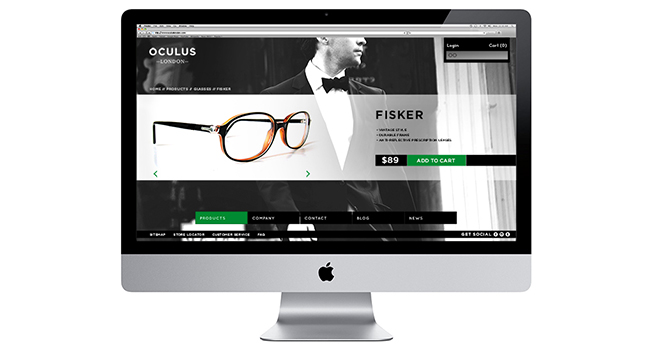 OCULUS
—LONDON—
Login
Cart (0)
HOME // PRODUCTS // GLASSES // FISKER
FISKER
- VINTAGE STYLE
- DURABLE FRAME
- ANTI-REFLECTIVE PRESCRIPTION LENSES
$89 ADD TO CART
PRODUCTS COMPANY CONTACT BLOG NEWS
SITEMAP STORE LOCATOR CUSTOMER SERVICE FAQ GET SOCIAL